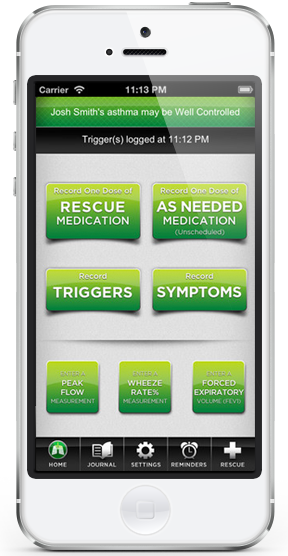 Carrier 11:13 PM
Josh Smith's asthma may be Well Controlled
Trigger(s) logged at 11:12 PM
Record One Dose of
RESCUE
MEDICATION
Record One Dose of
AS NEEDED
MEDICATION
(Unscheduled)
Record
TRIGGERS
Record
SYMPTOMS
ENTER A
PEAK
FLOW
MEASUREMENT
ENTER A
WHEEZE
RATE%
MEASUREMENT
ENTER A
FORCED
EXPIRATORY
VOLUME (FEV1)
HOME JOURNAL SETTINGS REMINDERS RESCUE